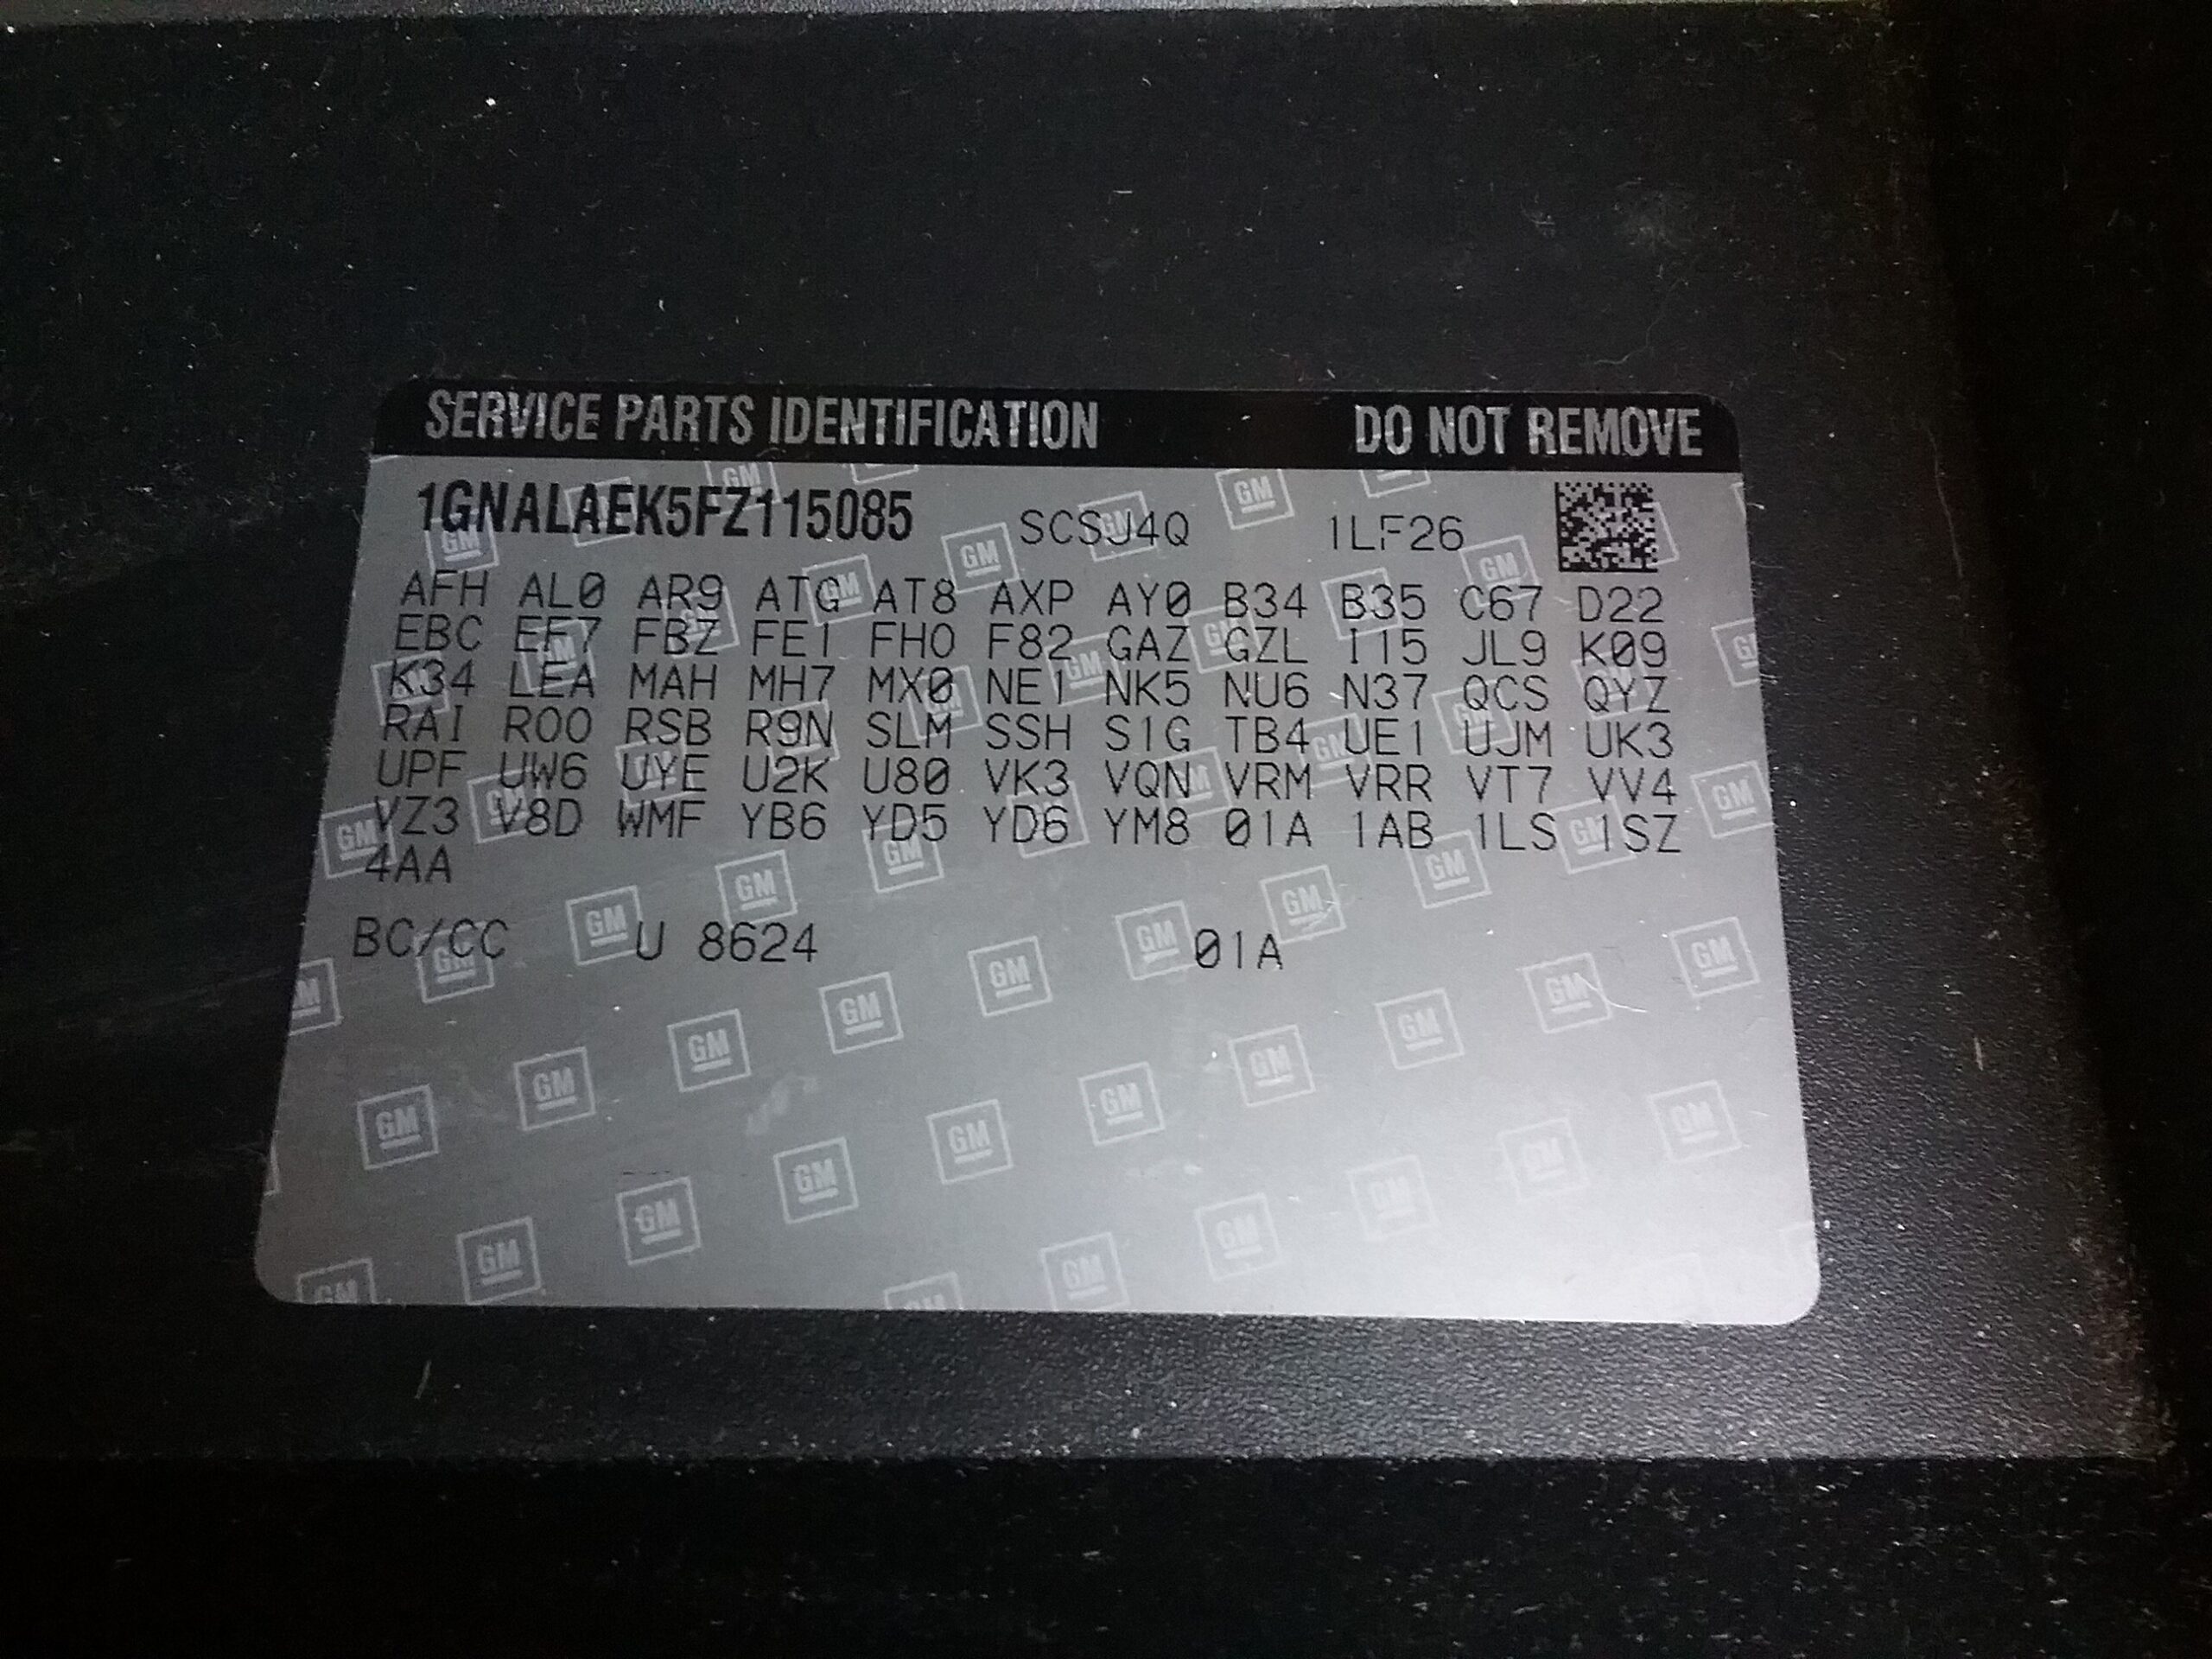 SERVICE PARTS IDENTIFICATION DO NOT REMOVE
1GNALAEK5FZ115085 SCSJ4Q 1LF26
AFH AL0 AR9 ATG AT8 AXP AY0 B34 B35 C67 D22
EBC EF7 FBZ FE1 FHO F82 GAZ GZL I15 JL9 K09
K34 LEA MAH MH7 MX0 NE1 NK5 NU6 N37 QCS QYZ
RAI ROO RSB R9N SLM SSH S1G TB4 UE1 UJM UK3
UPF UW6 UYE U2K U80 VK3 VQN VRM VRR VT7 VV4
VZ3 V8D WMF YB6 YD5 YD6 YM8 01A 1AB 1LS 1SZ
4AA
BC/CC U 8624 01A